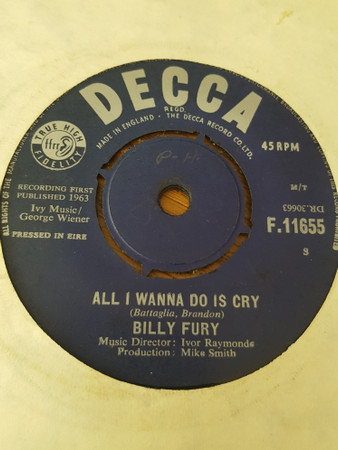 DECCA
REGD.
MADE IN ENGLAND · THE DECCA RECORD CO. LTD.
TRUE HIGH
ffrr
FIDELITY
45 RPM
RECORDING FIRST
PUBLISHED 1963
Ivy Music/
George Wiener
PRESSED IN EIRE
M/T
DR.30663
F.11655
S
ALL I WANNA DO IS CRY
(Battaglia, Brandon)
BILLY FURY
Music Director: Ivor Raymonde
Production: Mike Smith
ALL RIGHTS OF THE